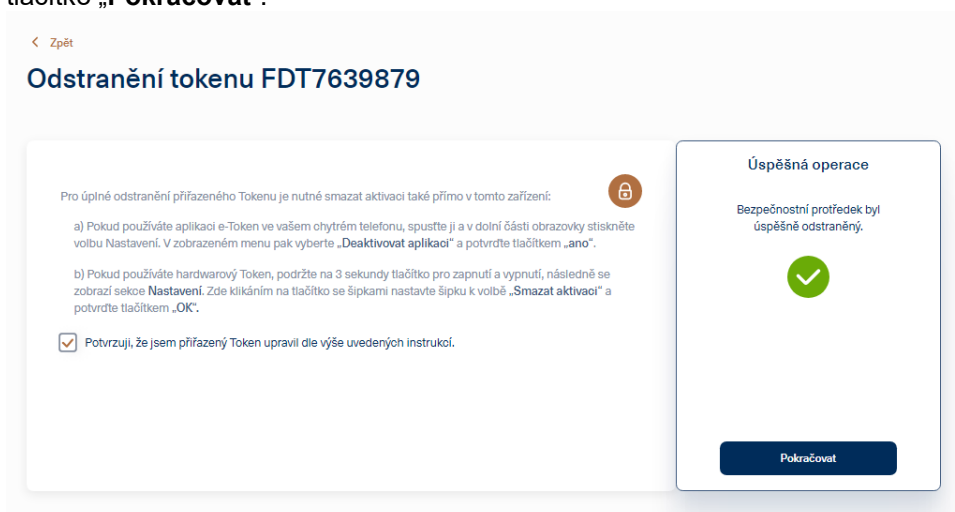 tlačítko „Pokračovat“.
Zpět
Odstranění tokenu FDT7639879
Pro úplné odstranění přiřazeného Tokenu je nutné smazat aktivaci také přímo v tomto zařízení:
a) Pokud používáte aplikaci e-Token ve vašem chytrém telefonu, spusťte ji a v dolní části obrazovky stiskněte
volbu Nastavení. V zobrazeném menu pak vyberte „Deaktivovat aplikaci“ a potvrďte tlačítkem „ano“.
b) Pokud používáte hardwarový Token, podržte na 3 sekundy tlačítko pro zapnutí a vypnutí, následně se
zobrazí sekce Nastavení. Zde klikáním na tlačítko se šipkami nastavte šipku k volbě „Smazat aktivaci“ a
potvrďte tlačítkem „OK“.
Potvrzuji, že jsem přiřazený Token upravil dle výše uvedených instrukcí.
Úspěšná operace
Bezpečnostní protředek byl
úspěšně odstraněný.
Pokračovat